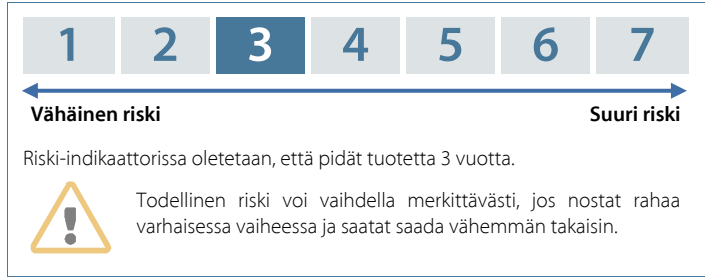 1 2 3 4 5 6 7
Vähäinen riski Suuri riski
Riski-indikaattorissa oletetaan, että pidät tuotetta 3 vuotta.
Todellinen riski voi vaihdella merkittävästi, jos nostat rahaa
varhaisessa vaiheessa ja saatat saada vähemmän takaisin.